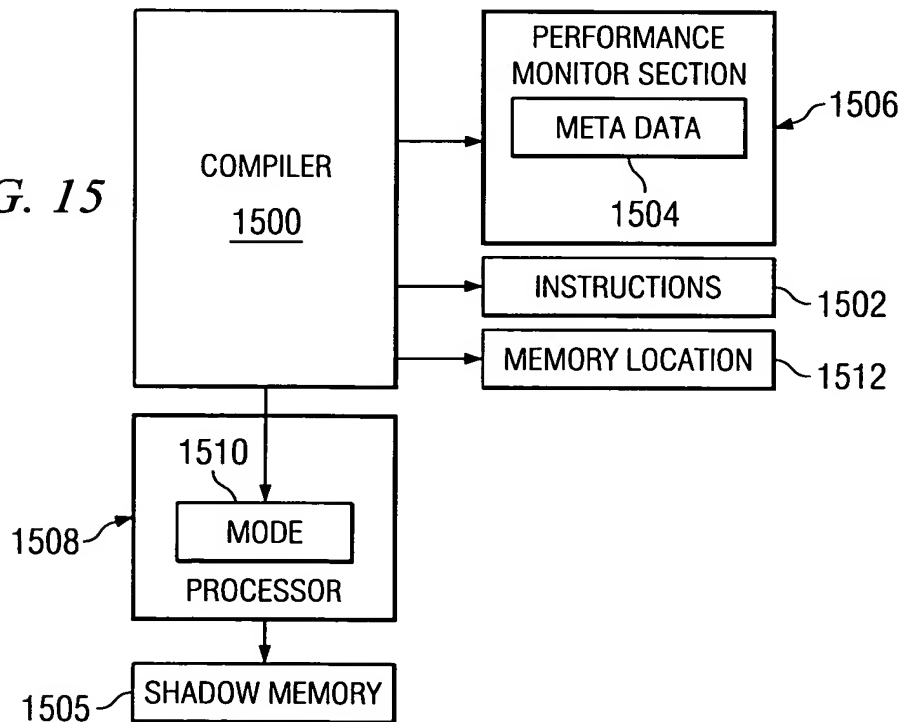 G. 15
COMPILER
1500
PERFORMANCE
MONITOR SECTION
META DATA
1504
1506
INSTRUCTIONS
1502
MEMORY LOCATION
1512
1510
MODE
1508
PROCESSOR
1505
SHADOW MEMORY